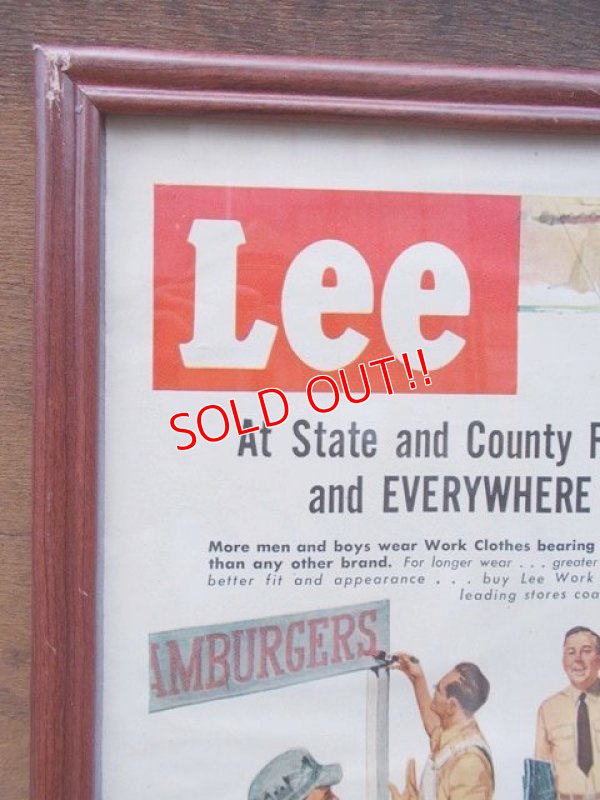 Lee
SOLD OUT!!
At State and County
and EVERYWHERE
More men and boys wear Work Clothes bearing
than any other brand. For longer wear . . . greater
better fit and appearance . . . buy Lee Work
leading stores
AMBURGERS